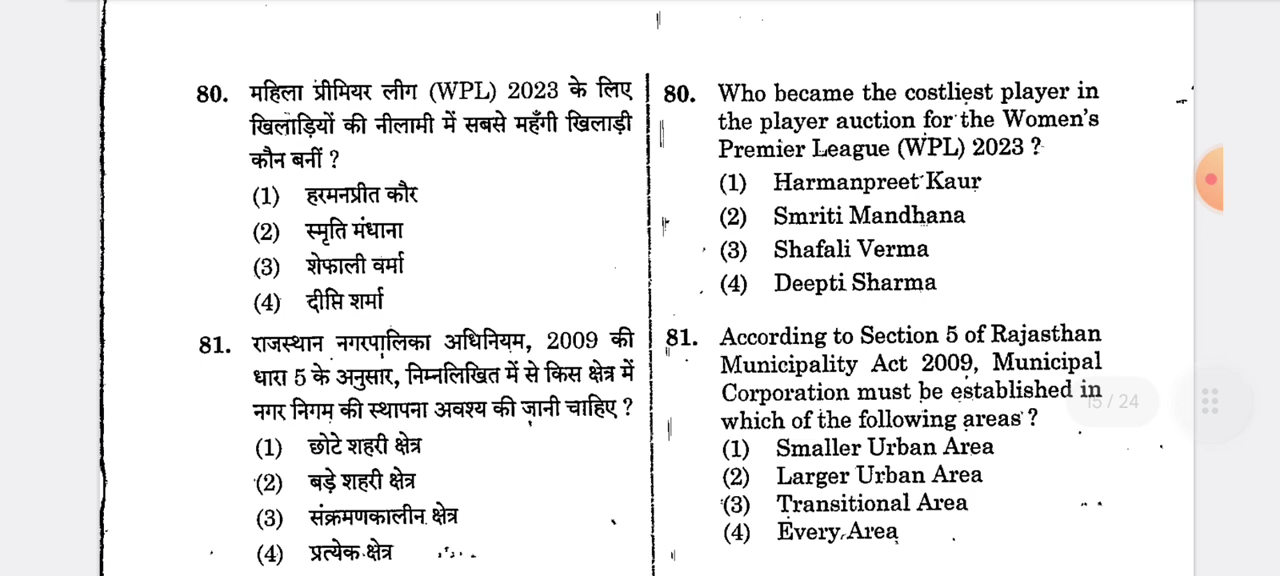 80. महिला प्रीमियर लीग (WPL) 2023 के लिए
खिलाड़ियों की नीलामी में सबसे महँगी खिलाड़ी
कौन बनीं ?
(1) हरमनप्रीत कौर
(2) स्मृति मंधाना
(3) शेफाली वर्मा
(4) दीप्ति शर्मा
81. राजस्थान नगरपालिका अधिनियम, 2009 की
धारा 5 के अनुसार, निम्नलिखित में से किस क्षेत्र में
नगर निगम की स्थापना अवश्य की जानी चाहिए ?
(1) छोटे शहरी क्षेत्र
(2) बड़े शहरी क्षेत्र
(3) संक्रमणकालीन क्षेत्र
(4) प्रत्येक क्षेत्र
80. Who became the costliest player in
the player auction for the Women's
Premier League (WPL) 2023 ?
(1) Harmanpreet Kaur
(2) Smriti Mandhana
(3) Shafali Verma
(4) Deepti Sharma
81. According to Section 5 of Rajasthan
Municipality Act 2009, Municipal
Corporation must be established in
which of the following areas ?
(1) Smaller Urban Area
(2) Larger Urban Area
(3) Transitional Area
(4) Every Area
15 / 24